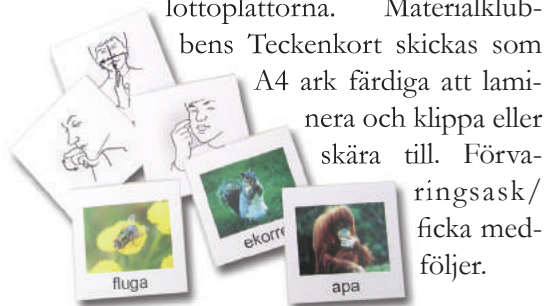 lottoplattorna. Materialklub-
bens Teckenkort skickas som
A4 ark färdiga att lami-
nera och klippa eller
skära till. Förva-
ringsask/
ficka med-
följer.
fluga
ekorre
apa